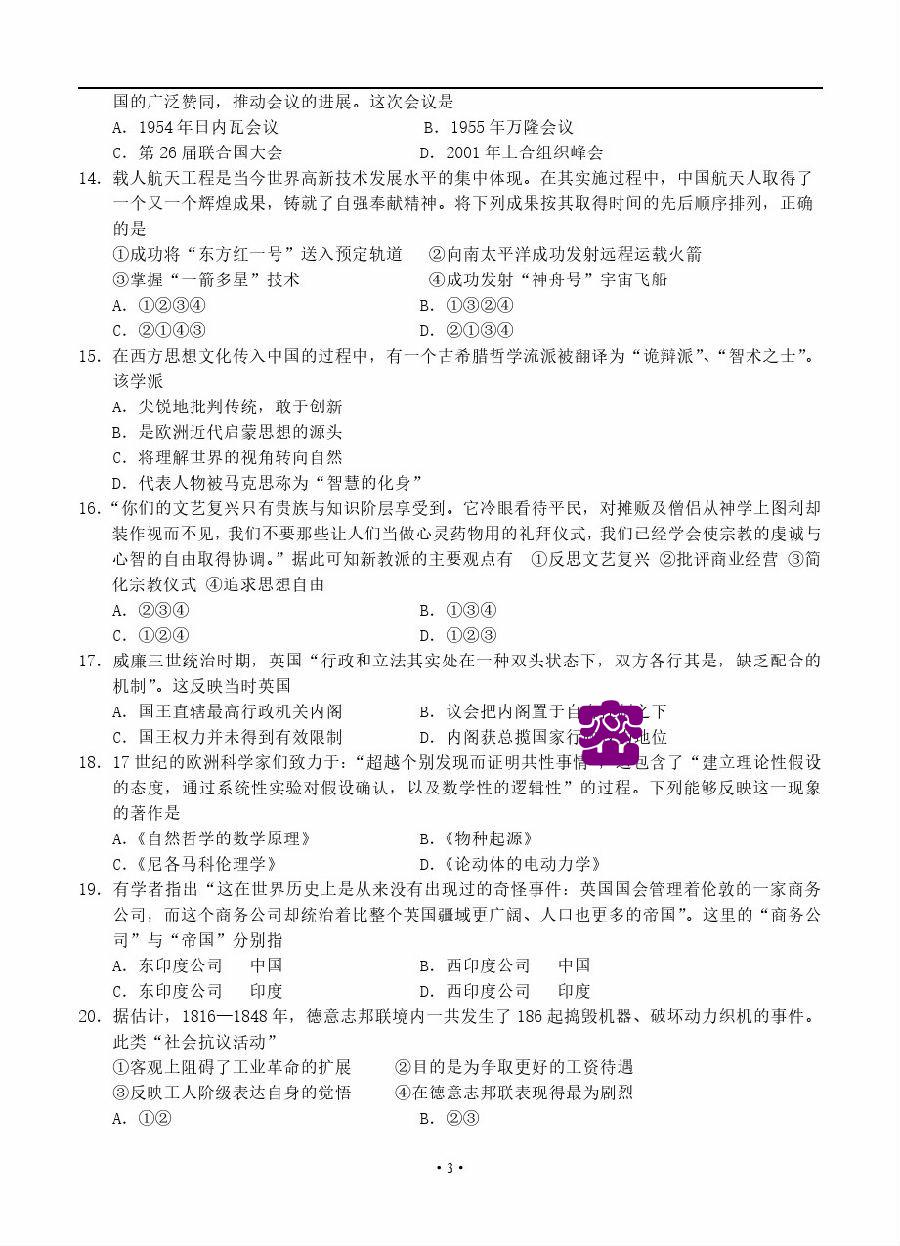 国的广泛赞同，推动会议的进展。这次会议是
A．1954年日内瓦会议 B．1955年万隆会议
C．第26届联合国大会 D．2001年上合组织峰会
14．载人航天工程是当今世界高新技术发展水平的集中体现。在其实施过程中，中国航天人取得了
一个又一个辉煌成果，铸就了自强奉献精神。将下列成果按其取得时间的先后顺序排列，正确
的是
①成功将“东方红一号”送入预定轨道 ②向南太平洋成功发射远程运载火箭
③掌握“一箭多星”技术 ④成功发射“神舟号”宇宙飞船
A．①②③④ B．①③②④
C．②①④③ D．②①③④
15．在西方思想文化传入中国的过程中，有一个古希腊哲学流派被翻译为“诡辩派”、“智术之士”。
该学派
A．尖锐地批判传统，敢于创新
B．是欧洲近代启蒙思想的源头
C．将理解世界的视角转向自然
D．代表人物被马克思称为“智慧的化身”
16．“你们的文艺复兴只有贵族与知识阶层享受到。它冷眼看待平民，对摊贩及僧侣从神学上图利却
装作视而不见，我们不要那些让人们当做心灵药物用的礼拜仪式，我们已经学会使宗教的虔诚与
心智的自由取得协调。”据此可知新教派的主要观点有 ①反思文艺复兴 ②批评商业经营 ③简
化宗教仪式 ④追求思想自由
A．②③④ B．①③④
C．①②④ D．①②③
17．威廉三世统治时期，英国“行政和立法其实处在一种双头状态下，双方各行其是，缺乏配合的
机制”。这反映当时英国
A．国王直辖最高行政机关内阁 B．议会把内阁置于自 之下
C．国王权力并未得到有效限制 D．内阁获总揽国家行 地位
18．17世纪的欧洲科学家们致力于：“超越个别发现而证明共性事情”，这包含了“建立理论性假设
的态度，通过系统性实验对假设确认，以及数学性的逻辑性”的过程。下列能够反映这一现象
的著作是
A．《自然哲学的数学原理》 B．《物种起源》
C．《尼各马科伦理学》 D．《论动体的电动力学》
19．有学者指出“这在世界历史上是从来没有出现过的奇怪事件：英国国会管理着伦敦的一家商务
公司，而这个商务公司却统治着比整个英国疆域更广阔、人口也更多的帝国”。这里的“商务公
司”与“帝国”分别指
A．东印度公司 中国 B．西印度公司 中国
C．东印度公司 印度 D．西印度公司 印度
20．据估计，1816—1848年，德意志邦联境内一共发生了186起捣毁机器、破坏动力织机的事件。
此类“社会抗议活动”
①客观上阻碍了工业革命的扩展 ②目的是为争取更好的工资待遇
③反映工人阶级表达自身的觉悟 ④在德意志邦联表现得最为剧烈
A．①② B．②③
·3·